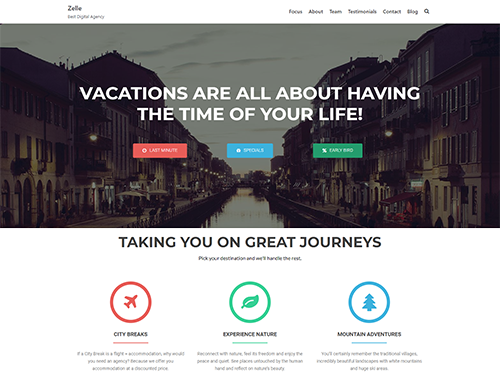 Zelle
Best Digital Agency
Focus About Team Testimonials Contact Blog
VACATIONS ARE ALL ABOUT HAVING
THE TIME OF YOUR LIFE!
LAST MINUTE SPECIALS EARLY BIRD
TAKING YOU ON GREAT JOURNEYS
Pick your destination and we'll handle the rest.
CITY BREAKS
If a City Break is a flight + accommodation, why would
you need an agency? Because we offer you
accommodation at a discounted price.
EXPERIENCE NATURE
Reconnect with nature, feel its freedom and enjoy the
peace and quiet. See places untouched by the human
hand and reflect on nature's beauty.
MOUNTAIN ADVENTURES
You'll certainly remember the traditional villages,
incredibly beautiful landscapes with white mountains
and huge ski areas.